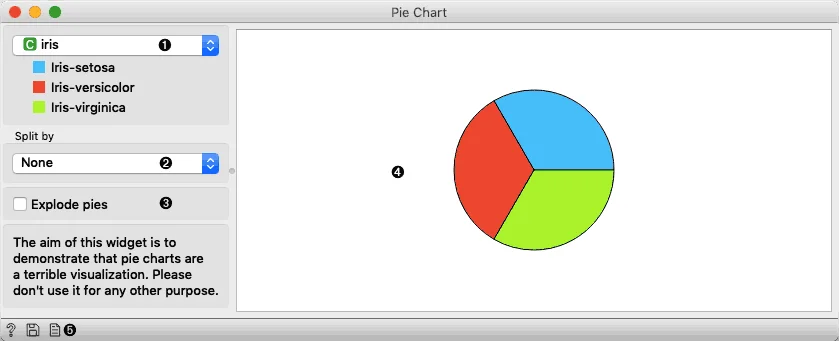 Pie Chart
C iris ❶
Iris-setosa
Iris-versicolor
Iris-virginica
Split by
None ❷
❹
Explode pies ❸
The aim of this widget is to
demonstrate that pie charts are
a terrible visualization. Please
don't use it for any other purpose.
? ❺